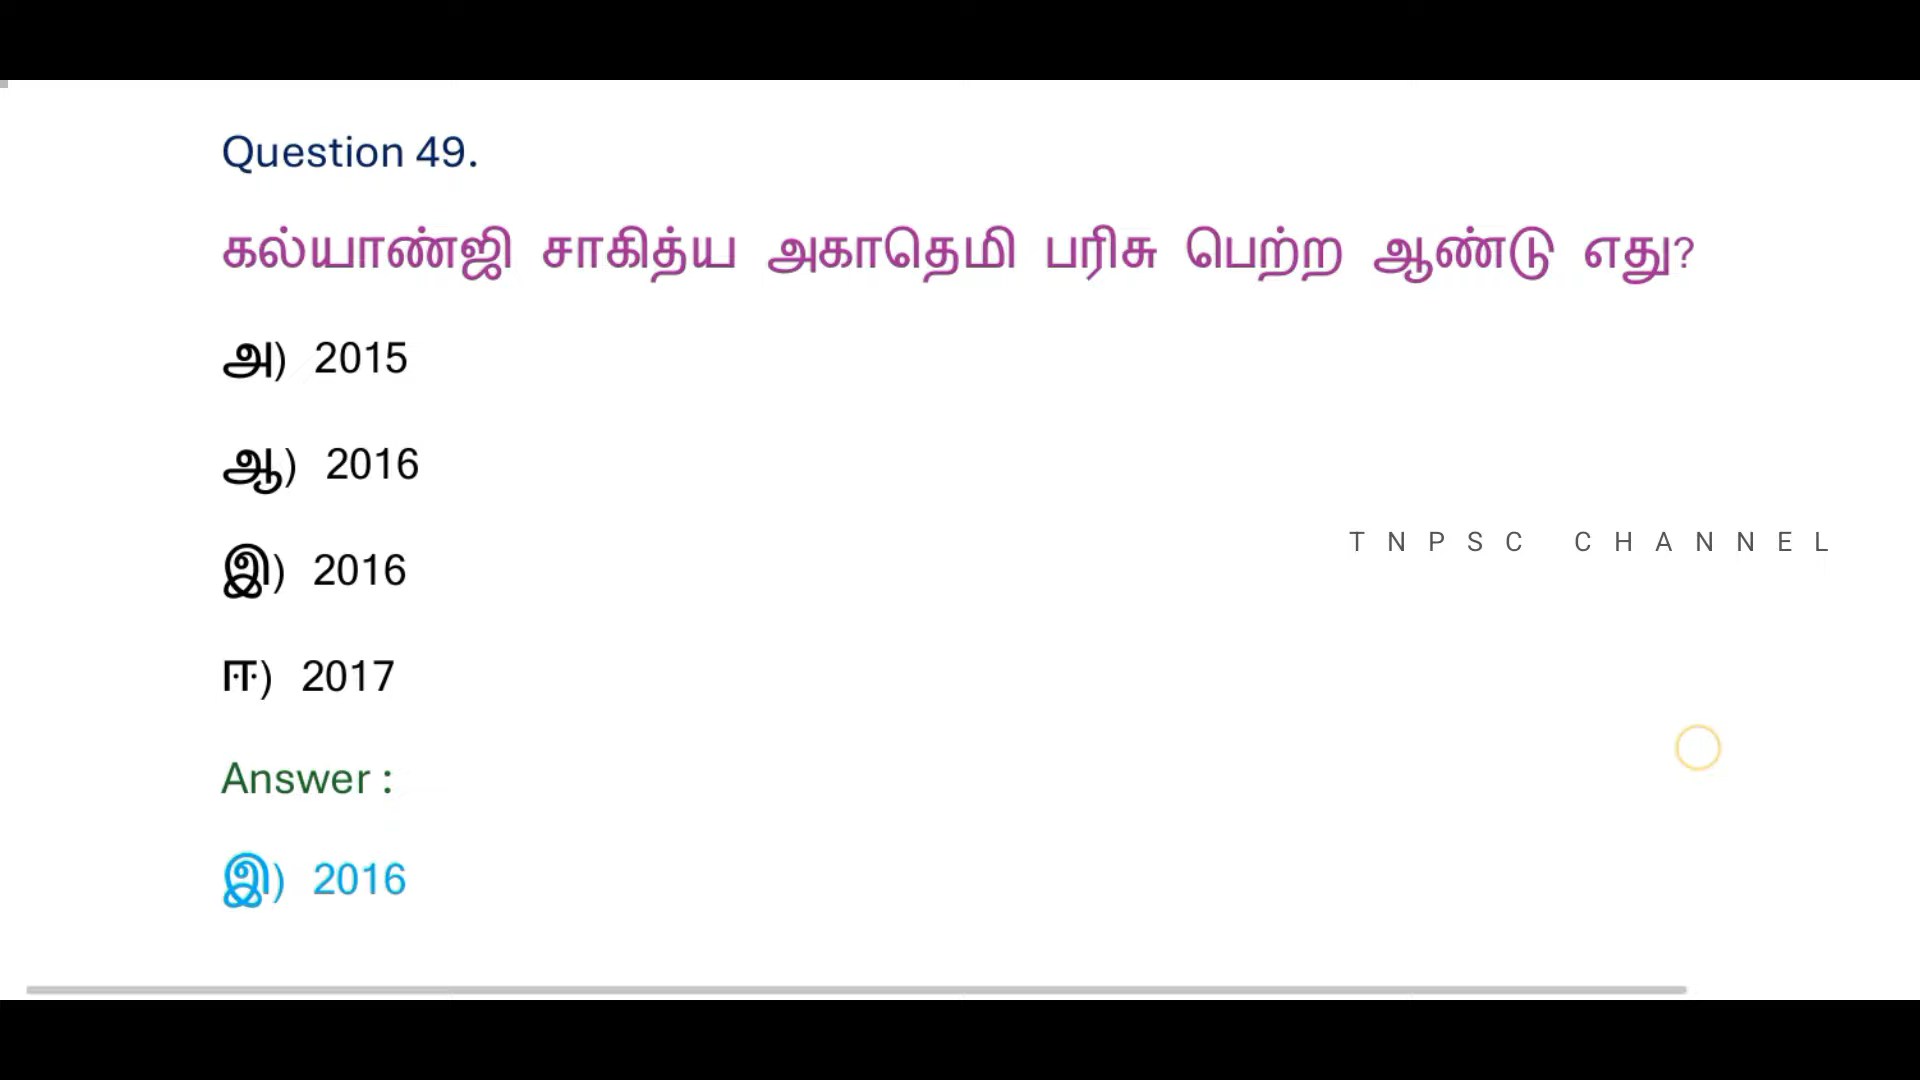 Question 49.
கல்யாண்ஜி சாகித்ய அகாதெமி பரிசு பெற்ற ஆண்டு எது?
அ) 2015
ஆ) 2016
இ) 2016
ஈ) 2017
TNPSC CHANNEL
Answer :
இ) 2016